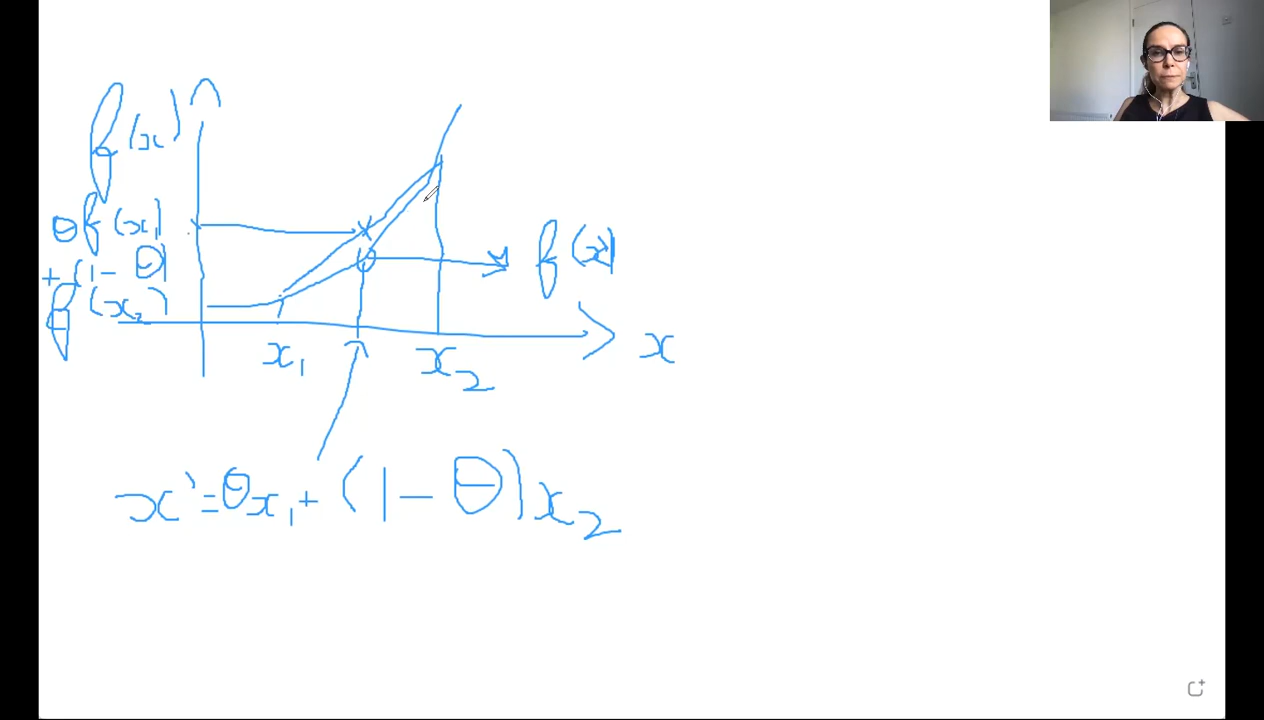 f(x)
θf(x₁)
+ (1 - θ)
f(x₂)
f(x')
x₁
x₂
x
x' = θx₁ + (1 - θ)x₂